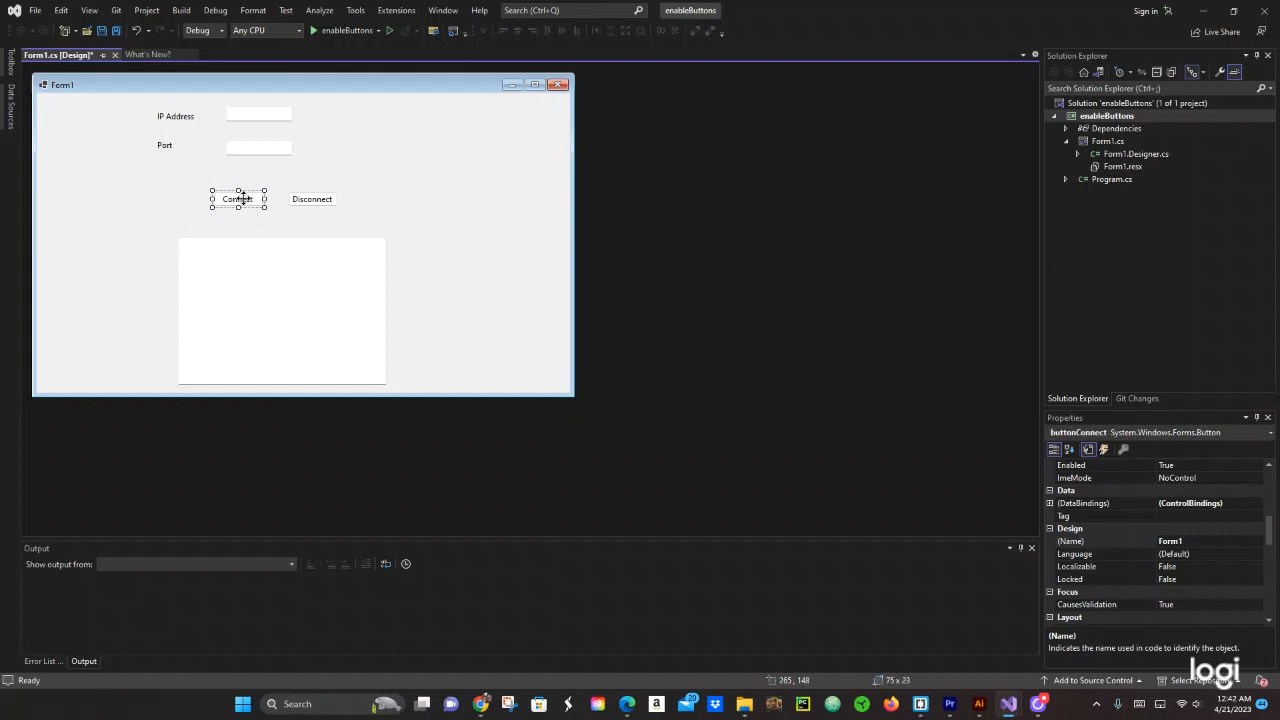 File Edit View Git Project Build Debug Format Test Analyze Tools Extensions Window Help Search (Ctrl+Q) enableButtons Sign in
Debug Any CPU enableButtons Live Share
Form1.cs [Design]* What's New?
Toolbox
Data Sources
Form1
IP Address
Port
Connect Disconnect
Solution Explorer
Search Solution Explorer (Ctrl+;)
Solution 'enableButtons' (1 of 1 project)
enableButtons
Dependencies
Form1.cs
Form1.Designer.cs
Form1.resx
Program.cs
Solution Explorer Git Changes
Properties
buttonConnect System.Windows.Forms.Button
Enabled True
ImeMode NoControl
Data
(DataBindings) (ControlBindings)
Tag
Design
(Name) Form1
Language (Default)
Localizable False
Locked False
Focus
CausesValidation True
Layout
(Name)
Indicates the name used in code to identify the object.
Output
Show output from:
Error List ... Output
Ready 265, 148 75 x 23 Add to Source Control
logi
Search 20 12:42 AM
4/21/2023